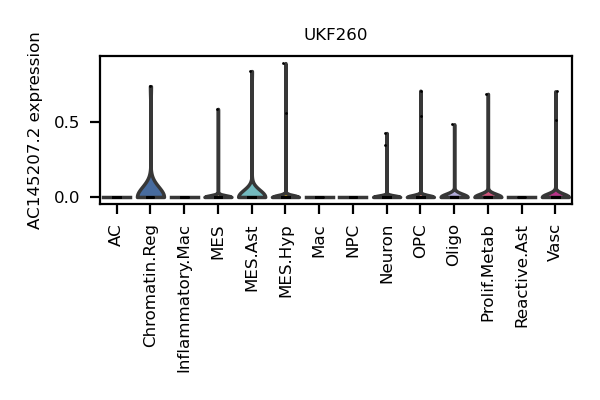 UKF260
AC145207.2 expression
0.5
0.0
AC
Chromatin.Reg
Inflammatory.Mac
MES
MES.Ast
MES.Hyp
Mac
NPC
Neuron
OPC
Oligo
Prolif.Metab
Reactive.Ast
Vasc